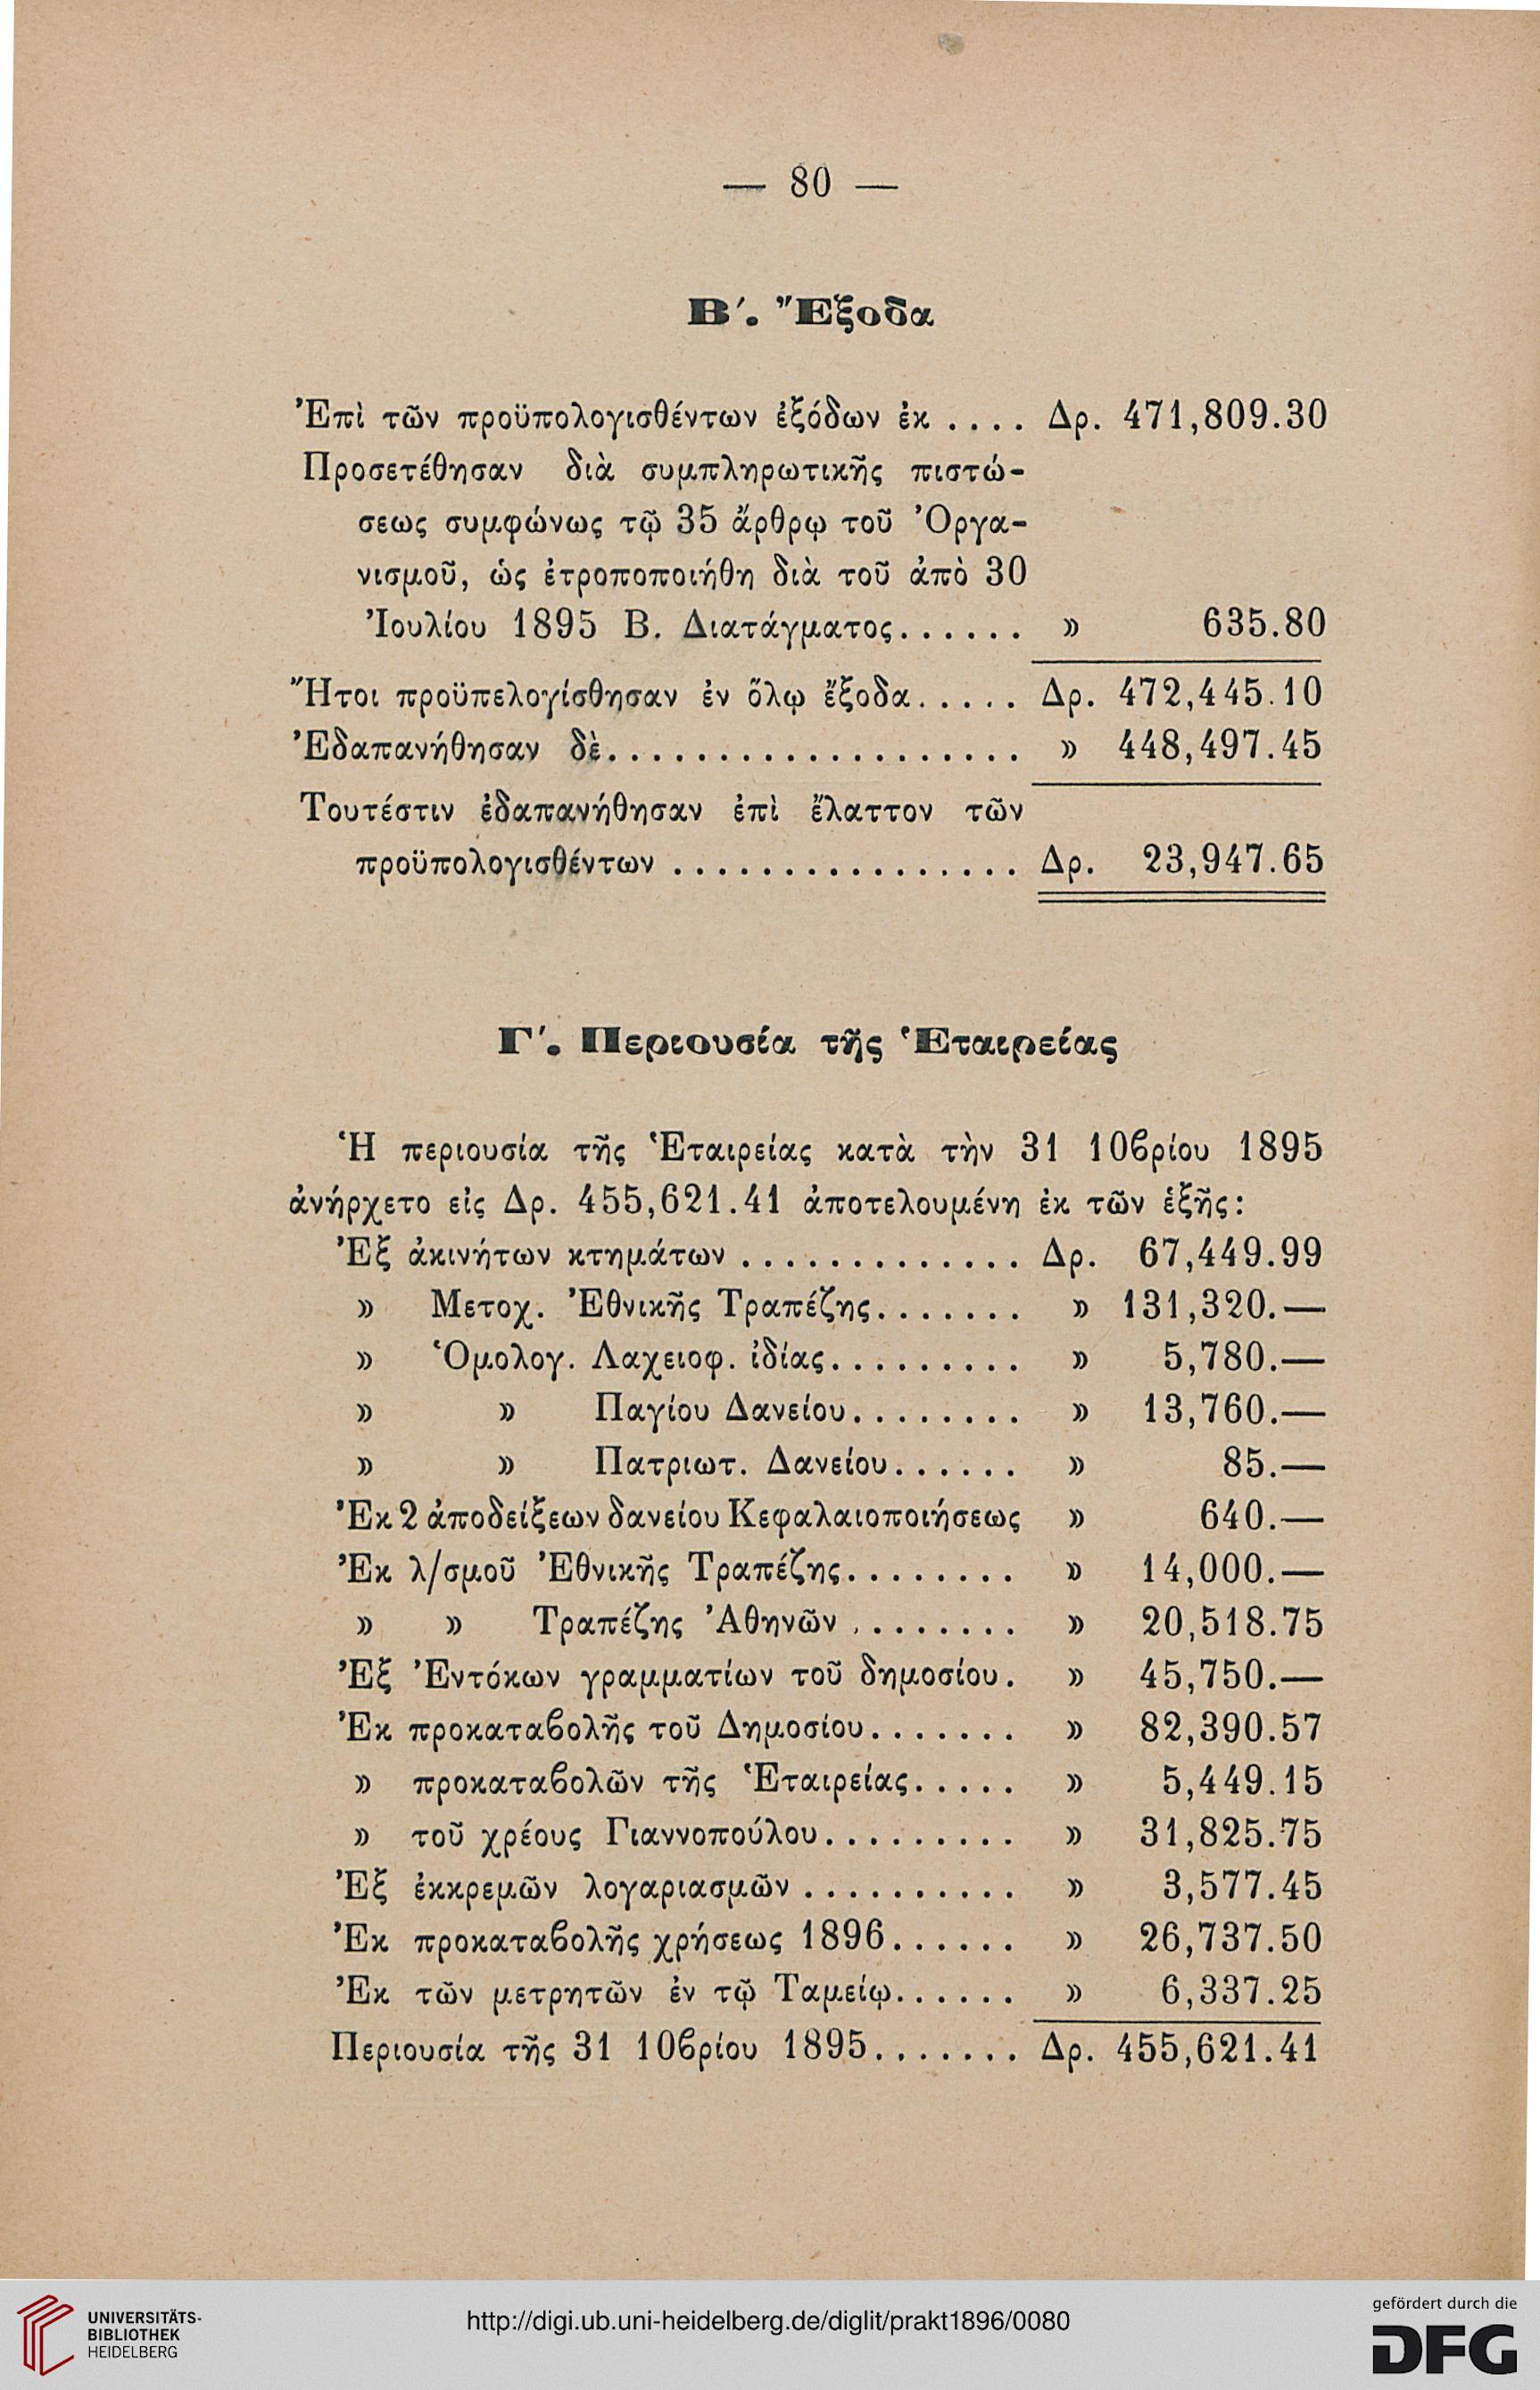 — 80 —
Β΄. Ἔξοδα
Ἐπὶ τῶν προϋπολογισθέντων ἐξόδων ἐκ .... Δρ. 471,809.30
Προσετέθησαν διὰ συμπληρωτικῆς πιστώ-
σεως συμφώνως τῷ 35 ἄρθρῳ τοῦ Ὀργα-
νισμοῦ, ὡς ἐτροποποιήθη διὰ τοῦ ἀπὸ 30
Ἰουλίου 1895 Β. Διατάγματος...... » 635.80
Ἤτοι προϋπελογίσθησαν ἐν ὅλῳ ἔξοδα..... Δρ. 472,445.10
Ἐδαπανήθησαν δὲ................... » 448,497.45
Τουτέστιν ἐδαπανήθησαν ἐπὶ ἔλαττον τῶν
προϋπολογισθέντων ................ Δρ. 23,947.65
Γ΄. Περιουσία τῆς Ἑταιρείας
Ἡ περιουσία τῆς Ἑταιρείας κατὰ τὴν 31 10ϐρίου 1895
ἀνήρχετο εἰς Δρ. 455,621.41 ἀποτελουμένη ἐκ τῶν ἑξῆς:
Ἐξ ἀκινήτων κτημάτων ............. Δρ. 67,449.99
» Μετοχ. Ἐθνικῆς Τραπέζης....... » 131,320.—
» Ὁμολογ. Λαχειοφ. ἰδίας......... » 5,780.—
» » Παγίου Δανείου........ » 13,760.—
» » Πατριωτ. Δανείου...... » 85.—
Ἐκ 2 ἀποδείξεων δανείου Κεφαλαιοποιήσεως » 640.—
Ἐκ λ/σμοῦ Ἐθνικῆς Τραπέζης........ » 14,000.—
» » Τραπέζης Ἀθηνῶν ........ » 20,518.75
Ἐξ Ἐντόκων γραμματίων τοῦ δημοσίου. » 45,750.—
Ἐκ προκαταϐολῆς τοῦ Δημοσίου....... » 82,390.57
» προκαταϐολῶν τῆς Ἑταιρείας..... » 5,449.15
» τοῦ χρέους Γιαννοπούλου......... » 31,825.75
Ἐξ ἐκκρεμῶν λογαριασμῶν .......... » 3,577.45
Ἐκ προκαταϐολῆς χρήσεως 1896...... » 26,737.50
Ἐκ τῶν μετρητῶν ἐν τῷ Ταμείῳ...... » 6,337.25
Περιουσία τῆς 31 10ϐρίου 1895....... Δρ. 455,621.41
UNIVERSITÄTS-
BIBLIOTHEK
HEIDELBERG
http://digi.ub.uni-heidelberg.de/diglit/prakt1896/0080
gefördert durch die
DFG